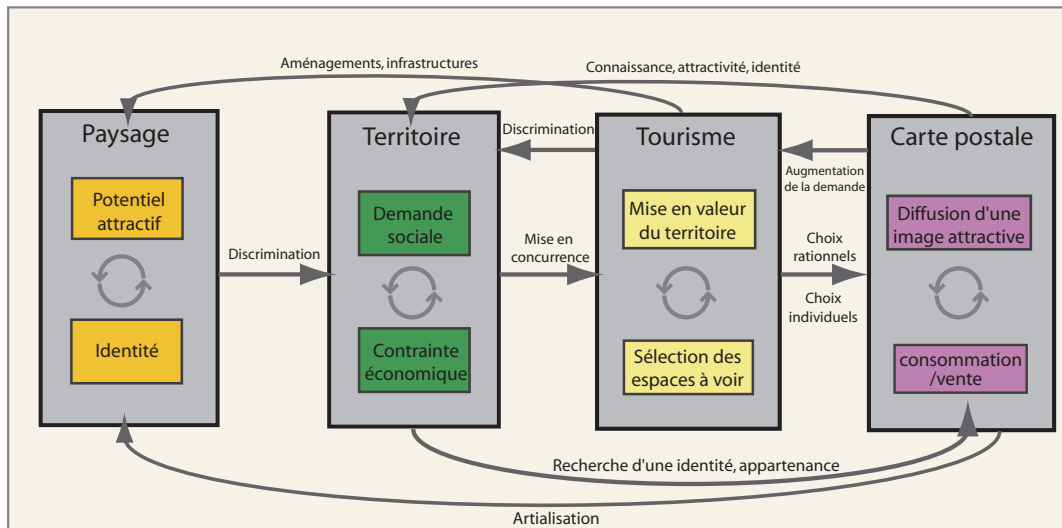 Aménagements, infrastructures
Connaissance, attractivité, identité
Paysage
Potentiel
attractif
Identité
Discrimination
Territoire
Demande
sociale
Contrainte
économique
Discrimination
Mise en
concurrence
Tourisme
Mise en valeur
du territoire
Sélection des
espaces à voir
Augmentation
de la demande
Choix
rationnels
Choix
individuels
Carte postale
Diffusion d'une
image attractive
consommation
/vente
Recherche d'une identité, appartenance
Artialisation